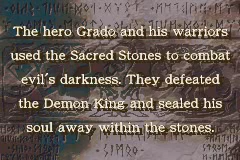 The hero Grado and his warriors
used the Sacred Stones to combat
evil's darkness. They defeated
the Demon King and sealed his
soul away within the stones.